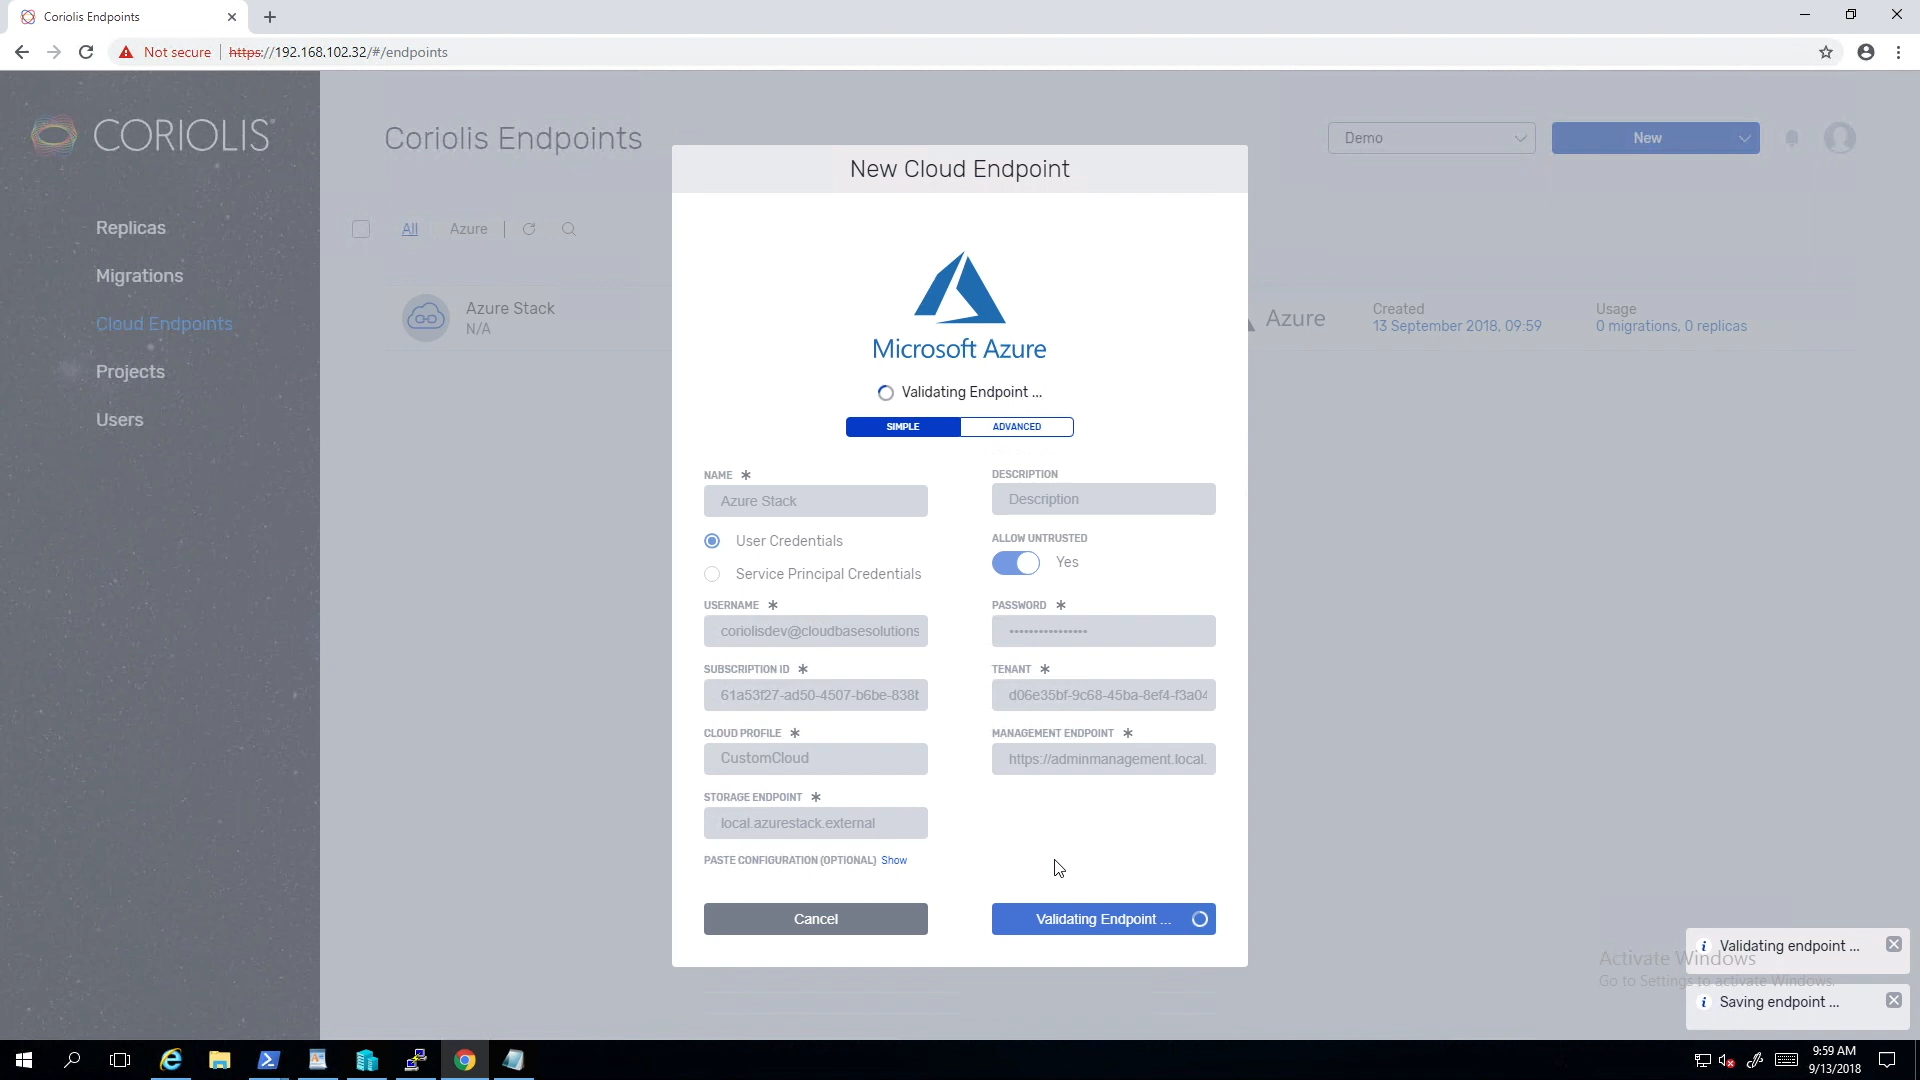 Coriolis Endpoints
Not secure
https://192.168.102.32/#/endpoints
CORIOLIS
Coriolis Endpoints
Demo
New
New Cloud Endpoint
Replicas
Migrations
Cloud Endpoints
Projects
Users
All
Azure
Azure Stack
N/A
Azure
Created
13 September 2018, 09:59
Usage
0 migrations, 0 replicas
Microsoft Azure
Validating Endpoint ...
SIMPLE
ADVANCED
NAME *
Azure Stack
DESCRIPTION
Description
User Credentials
Service Principal Credentials
ALLOW UNTRUSTED
Yes
USERNAME *
coriolisdev@cloudbasesolutions
PASSWORD *
••••••••••••••••
SUBSCRIPTION ID *
61a53f27-ad50-4507-b6be-838
TENANT *
d06e35bf-9c68-45ba-8ef4-f3a04
CLOUD PROFILE *
CustomCloud
MANAGEMENT ENDPOINT *
https://adminmanagement.local.
STORAGE ENDPOINT *
local.azurestack.external
PASTE CONFIGURATION (OPTIONAL) Show
Cancel
Validating Endpoint ...
Activate Windows
Go to Settings to activate Windows.
Validating endpoint ...
Saving endpoint ...
9:59 AM
9/13/2018